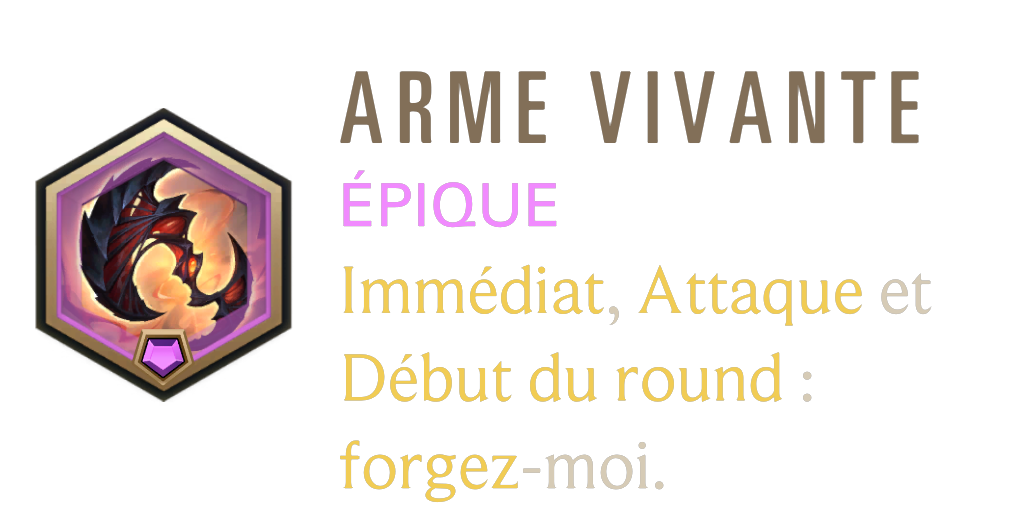 ARME VIVANTE
ÉPIQUE
Immédiat, Attaque et
Début du round :
forgez-moi.